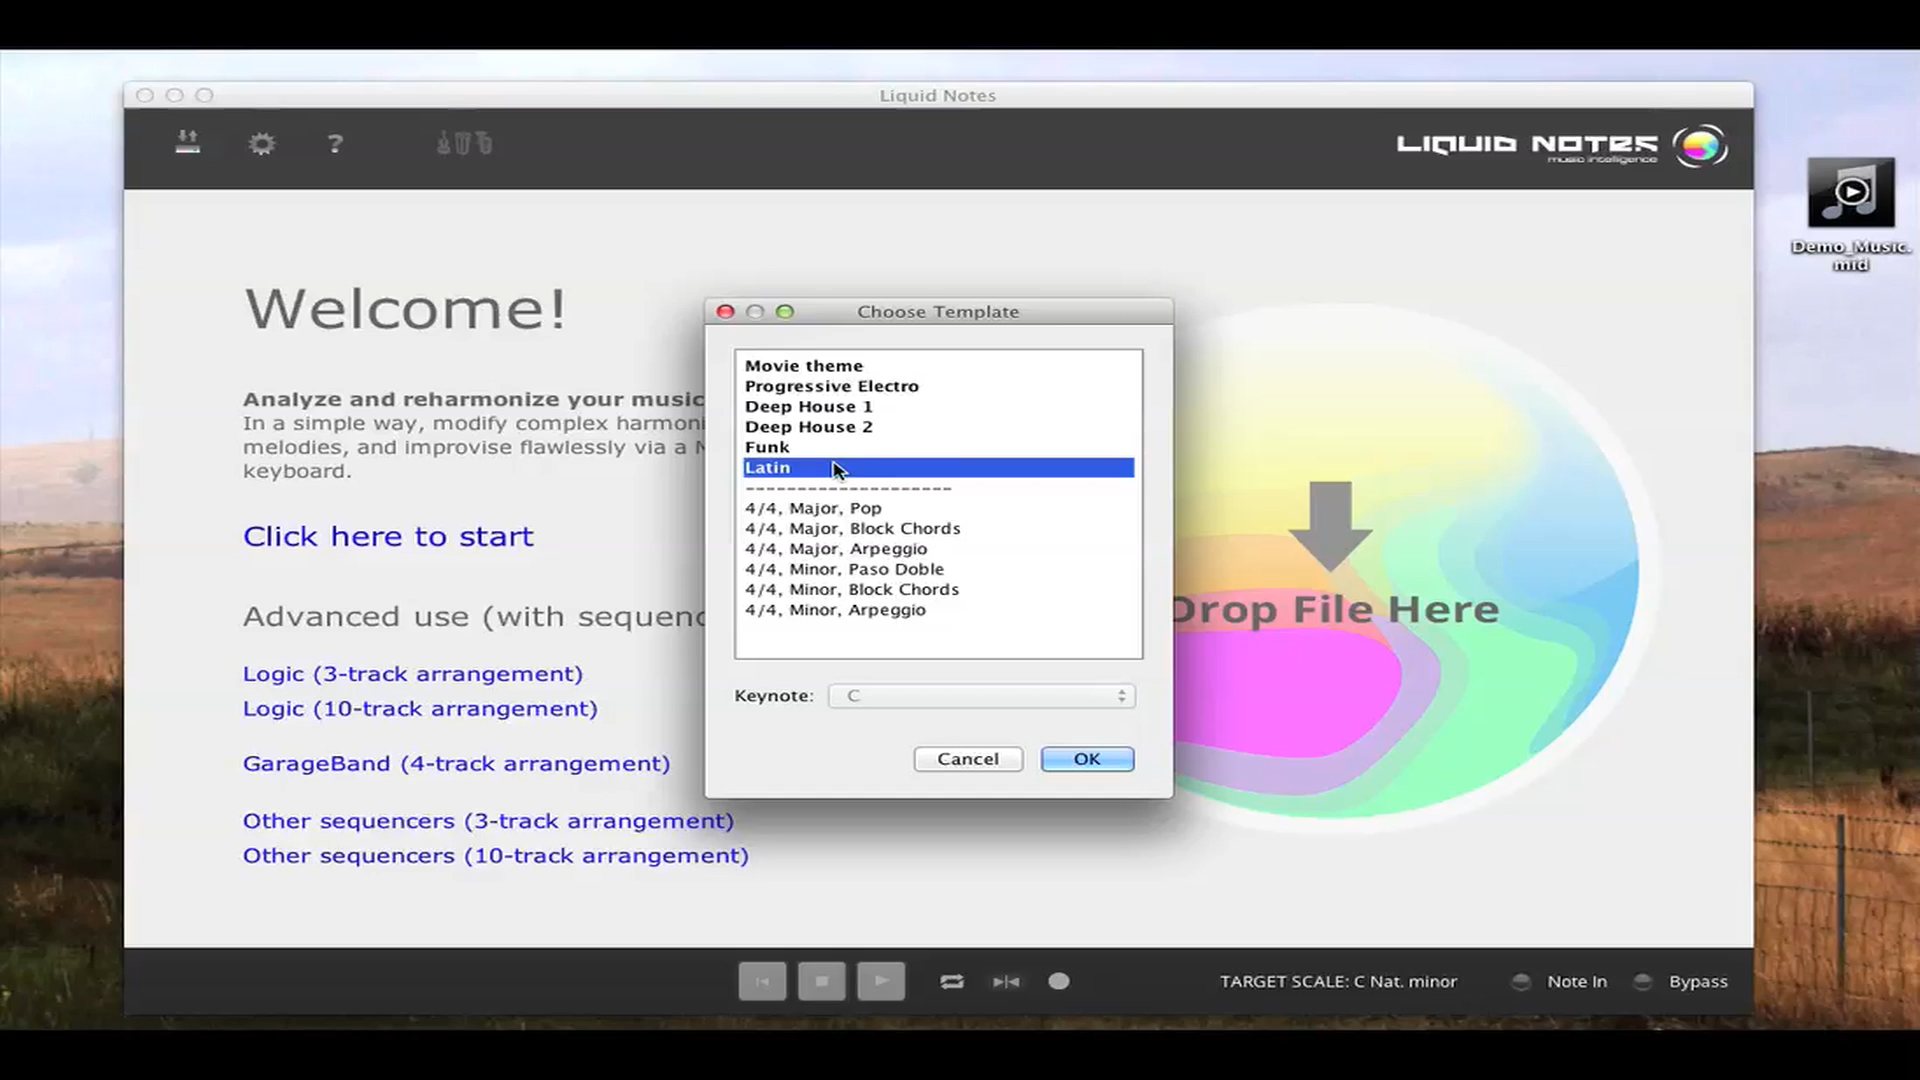 Liquid Notes
?
LIQUID NOTES
music intelligence
Demo_Music.
mid
Welcome!
Analyze and reharmonize your music
In a simple way, modify complex harmoni
melodies, and improvise flawlessly via a M
keyboard.
Click here to start
Advanced use (with sequenc
Logic (3-track arrangement)
Logic (10-track arrangement)
GarageBand (4-track arrangement)
Other sequencers (3-track arrangement)
Other sequencers (10-track arrangement)
Choose Template
Movie theme
Progressive Electro
Deep House 1
Deep House 2
Funk
Latin
--------------------
4/4, Major, Pop
4/4, Major, Block Chords
4/4, Major, Arpeggio
4/4, Minor, Paso Doble
4/4, Minor, Block Chords
4/4, Minor, Arpeggio
Keynote: C
Cancel OK
Drop File Here
TARGET SCALE: C Nat. minor Note In Bypass